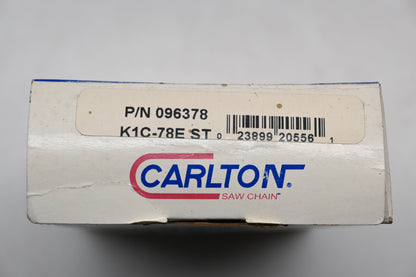 P/N 096378
K1C-78E ST
0 23899 20556 1
CARLTON
SAW CHAIN